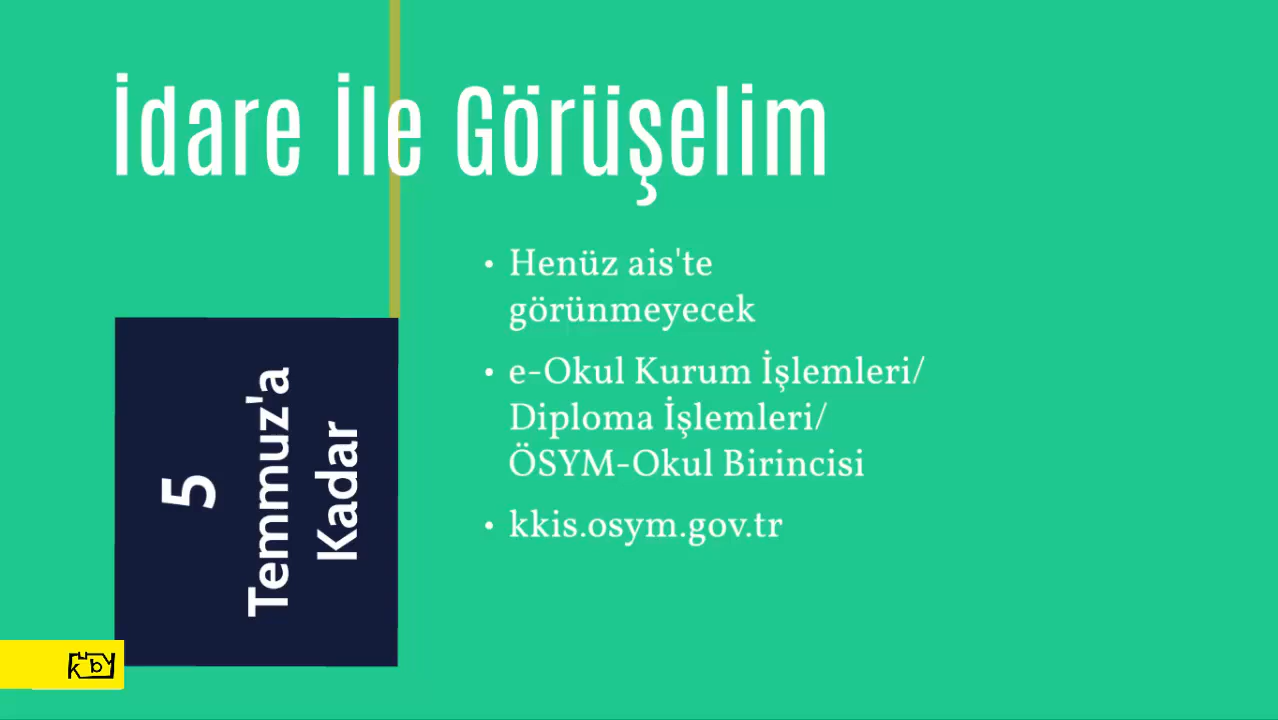 İdare İle Görüşelim
• Henüz ais'te
görünmeyecek
• e-Okul Kurum İşlemleri/
Diploma İşlemleri/
ÖSYM-Okul Birincisi
• kkis.osym.gov.tr
5
Temmuz'a
Kadar
kby